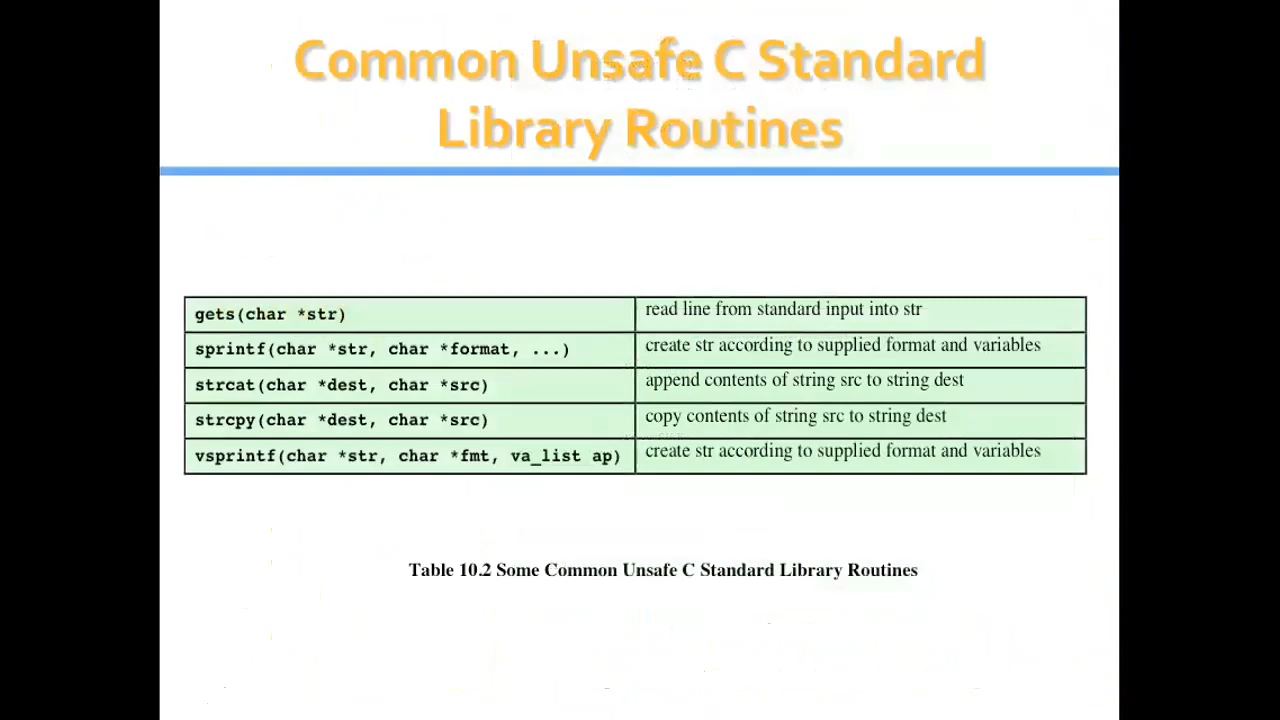 Common Unsafe C Standard
Library Routines
gets(char *str) read line from standard input into str
sprintf(char *str, char *format, ...) create str according to supplied format and variables
strcat(char *dest, char *src) append contents of string src to string dest
strcpy(char *dest, char *src) copy contents of string src to string dest
vsprintf(char *str, char *fmt, va_list ap) create str according to supplied format and variables
Table 10.2 Some Common Unsafe C Standard Library Routines